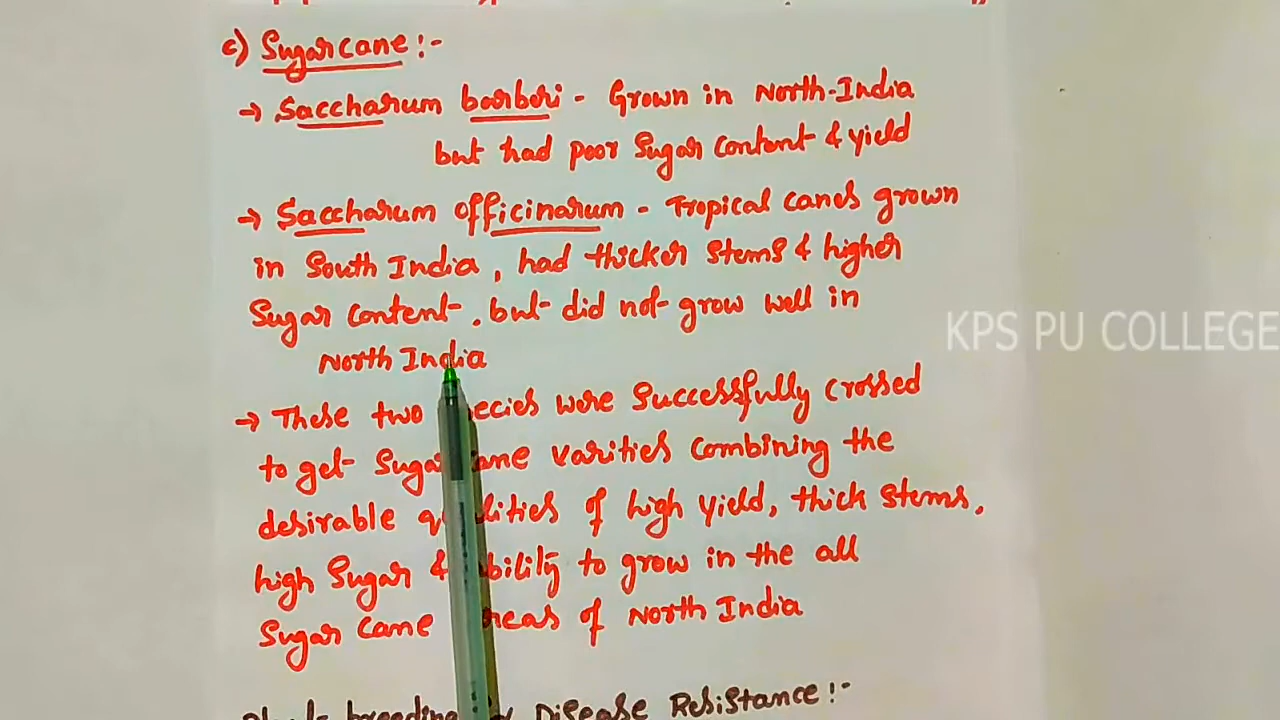 c) Sugarcane :-
→ Saccharum barberi - Grown in North-India
but had poor Sugar content & yield
→ Saccharum officinarum - Tropical canes grown
in South India, had thicker stems & higher
Sugar content. but did not grow well in
North India
KPS PU COLLEGE
→ These two species were successfully crossed
to get Sugarcane varities combining the
desirable qualities of high yield, thick stems,
high Sugar & ability to grow in the all
Sugar cane areas of North India
breeding Disease Resistance :-